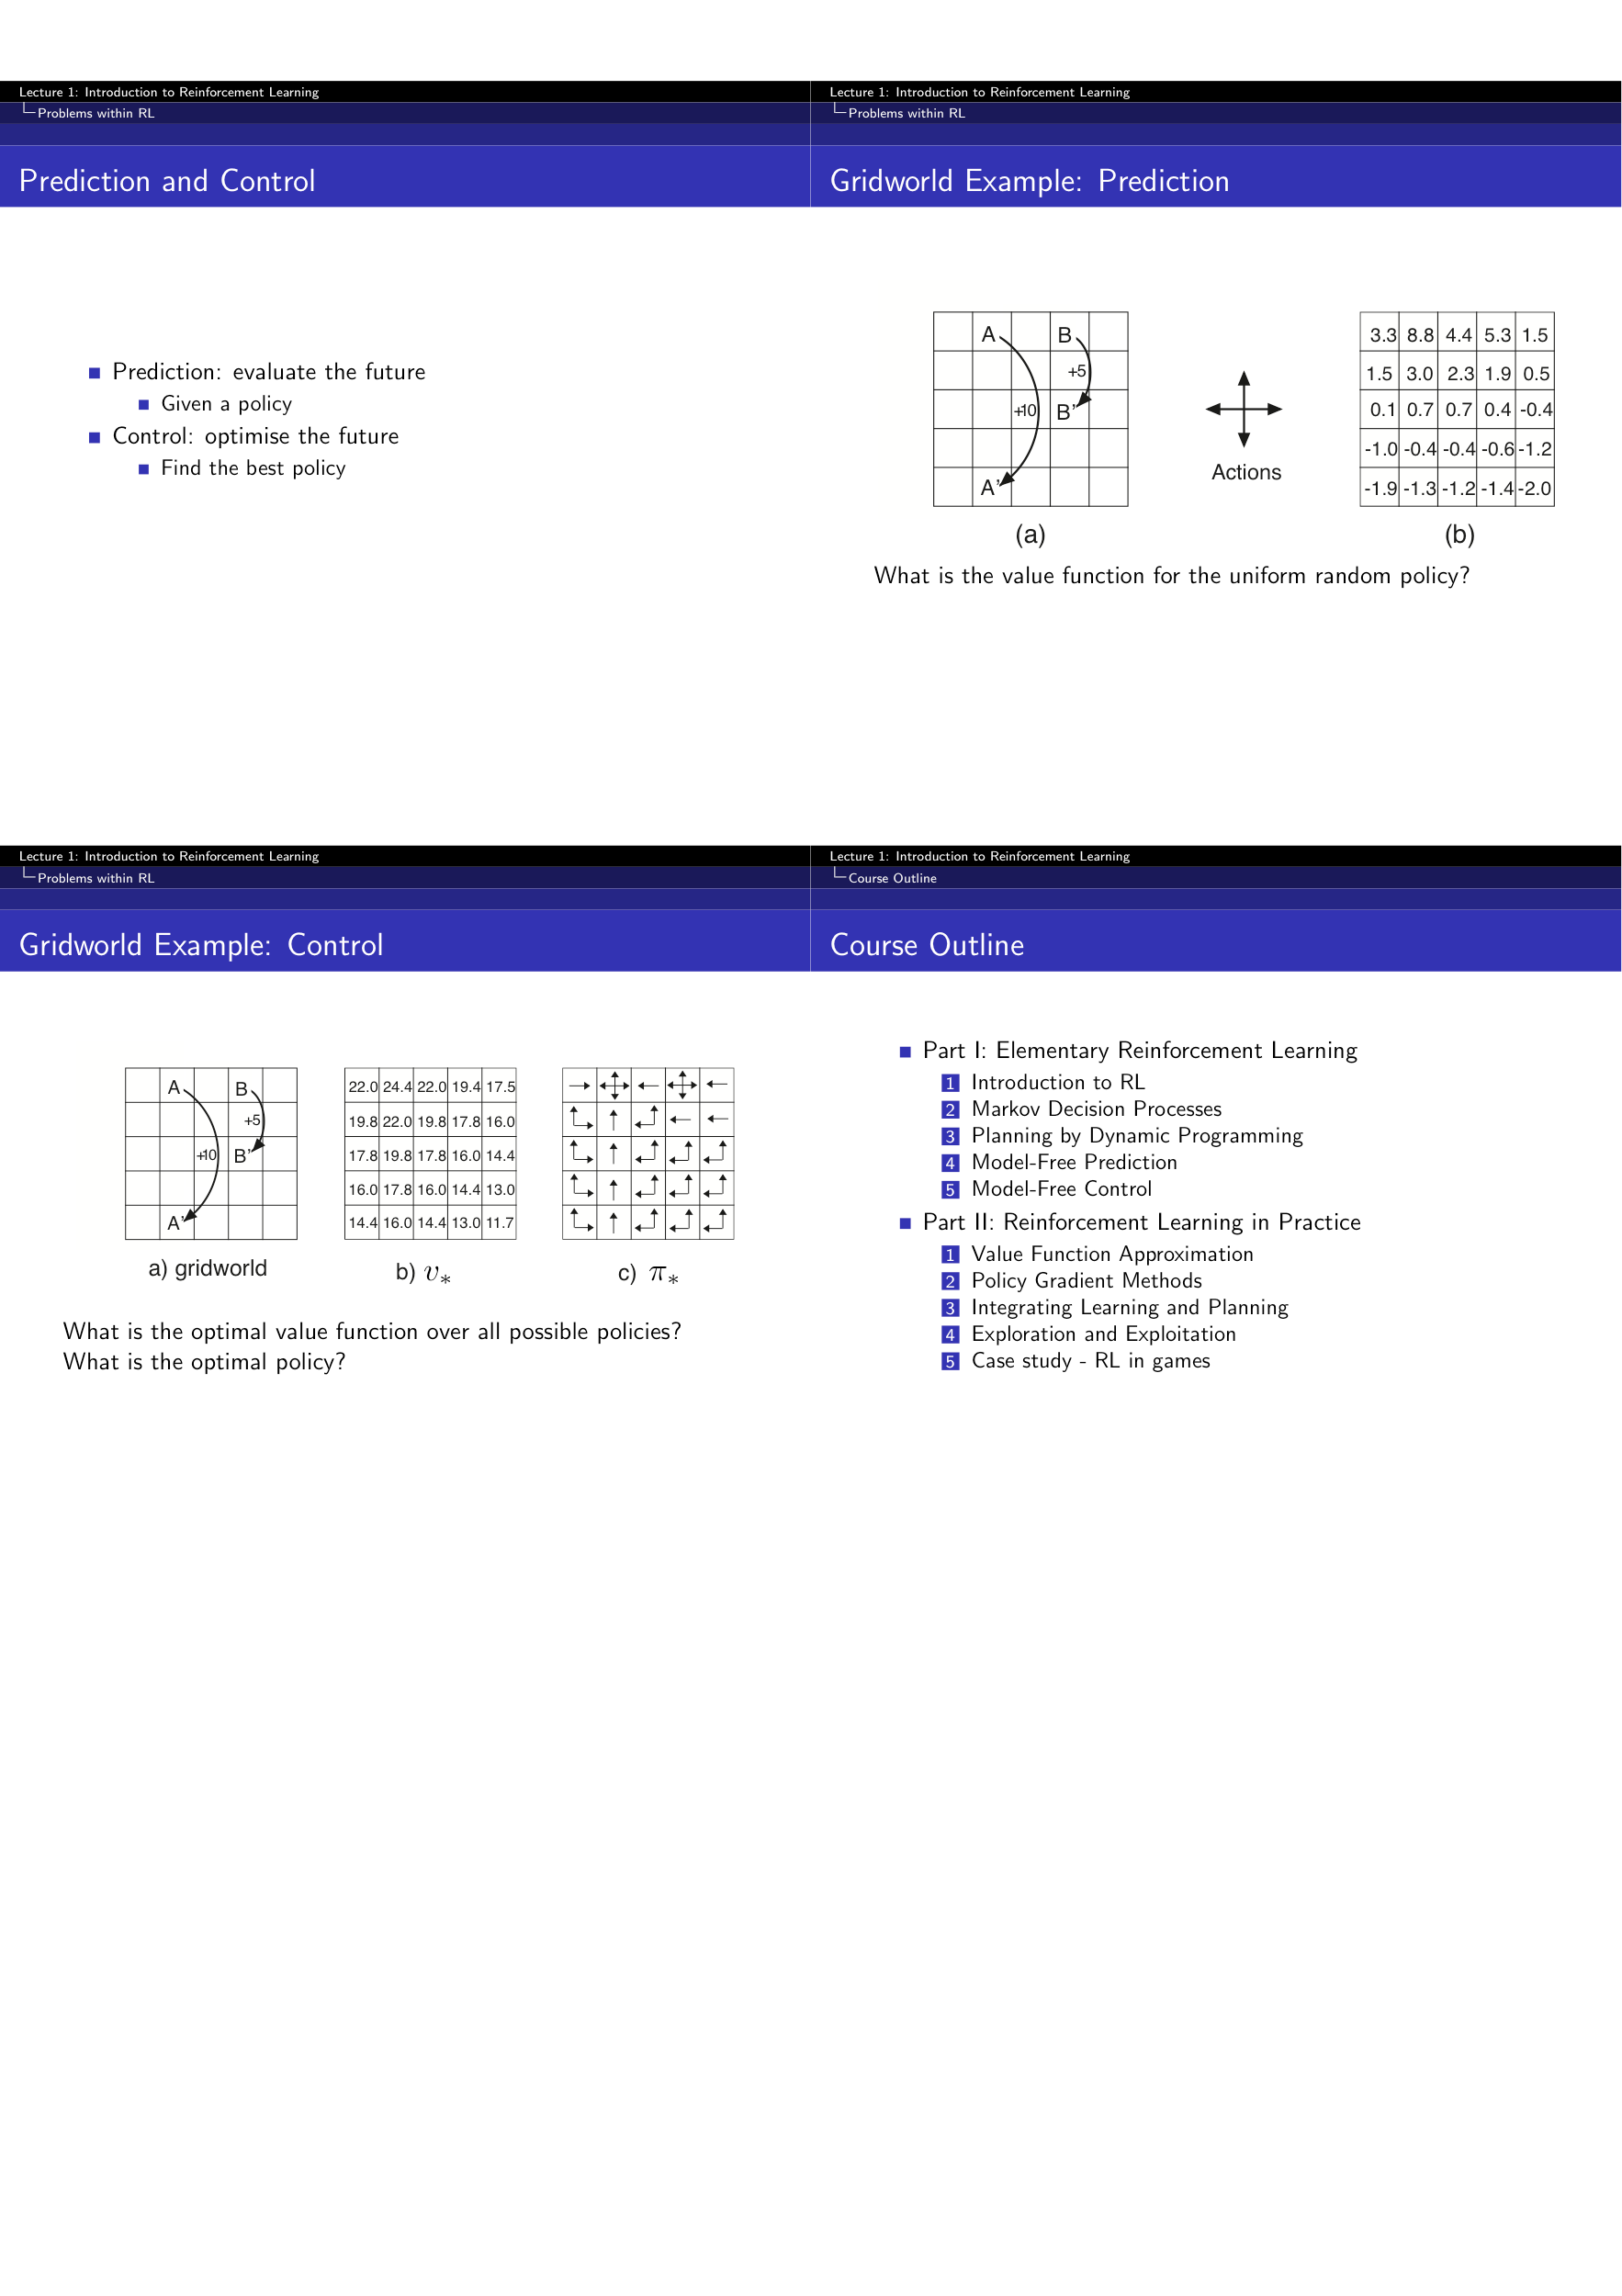 Lecture 1: Introduction to Reinforcement Learning
Problems within RL
Prediction and Control
Prediction: evaluate the future
Given a policy
Control: optimise the future
Find the best policy
Lecture 1: Introduction to Reinforcement Learning
Problems within RL
Gridworld Example: Prediction
A B
+5
+10 B'
A'
Actions
3.3 8.8 4.4 5.3 1.5
1.5 3.0 2.3 1.9 0.5
0.1 0.7 0.7 0.4 -0.4
-1.0 -0.4 -0.4 -0.6 -1.2
-1.9 -1.3 -1.2 -1.4 -2.0
(a) (b)
What is the value function for the uniform random policy?
Lecture 1: Introduction to Reinforcement Learning
Problems within RL
Gridworld Example: Control
A B
+5
+10 B'
A'
22.0 24.4 22.0 19.4 17.5
19.8 22.0 19.8 17.8 16.0
17.8 19.8 17.8 16.0 14.4
16.0 17.8 16.0 14.4 13.0
14.4 16.0 14.4 13.0 11.7
a) gridworld b) v* c) π*
What is the optimal value function over all possible policies?
What is the optimal policy?
Lecture 1: Introduction to Reinforcement Learning
Course Outline
Course Outline
Part I: Elementary Reinforcement Learning
1 Introduction to RL
2 Markov Decision Processes
3 Planning by Dynamic Programming
4 Model-Free Prediction
5 Model-Free Control
Part II: Reinforcement Learning in Practice
1 Value Function Approximation
2 Policy Gradient Methods
3 Integrating Learning and Planning
4 Exploration and Exploitation
5 Case study - RL in games